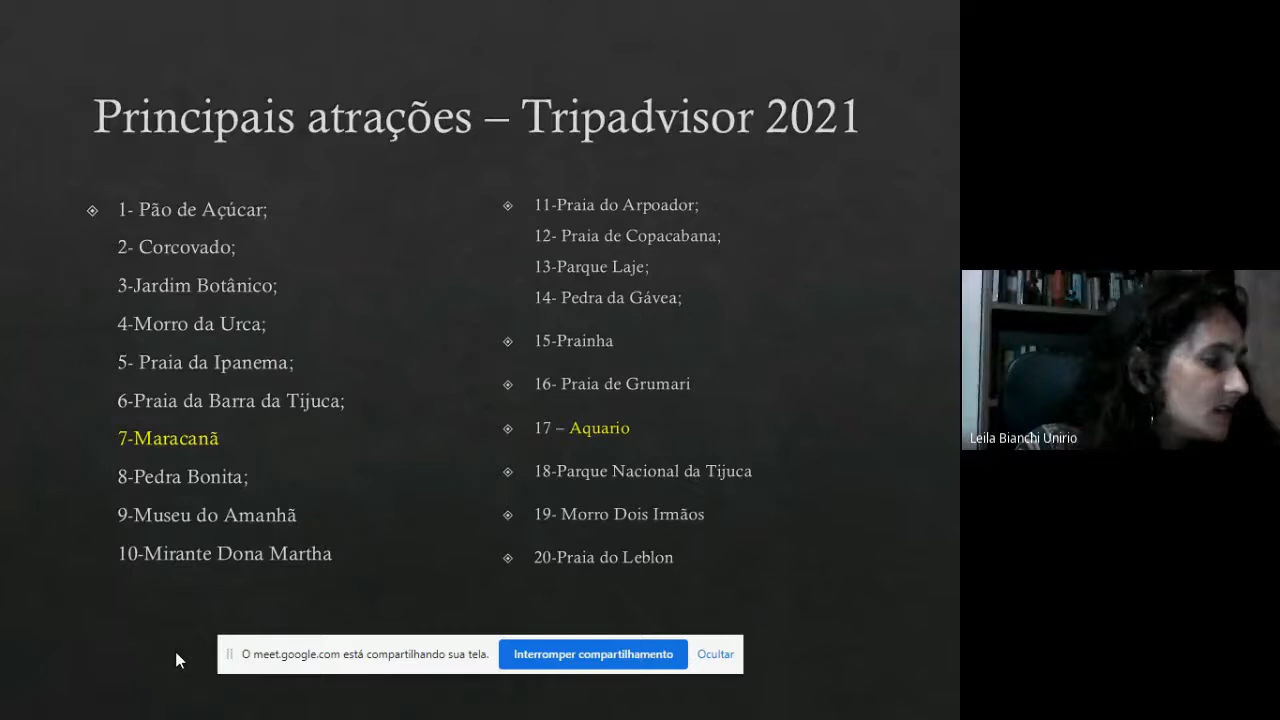 Principais atrações – Tripadvisor 2021
1- Pão de Açúcar;
2- Corcovado;
3-Jardim Botânico;
4-Morro da Urca;
5- Praia da Ipanema;
6-Praia da Barra da Tijuca;
7-Maracanã
8-Pedra Bonita;
9-Museu do Amanhã
10-Mirante Dona Martha
11-Praia do Arpoador;
12- Praia de Copacabana;
13-Parque Laje;
14- Pedra da Gávea;
15-Prainha
16- Praia de Grumari
17 – Aquario
18-Parque Nacional da Tijuca
19- Morro Dois Irmãos
20-Praia do Leblon
O meet.google.com está compartilhando sua tela.
Interromper compartilhamento
Ocultar
Leila Bianchi Unirio